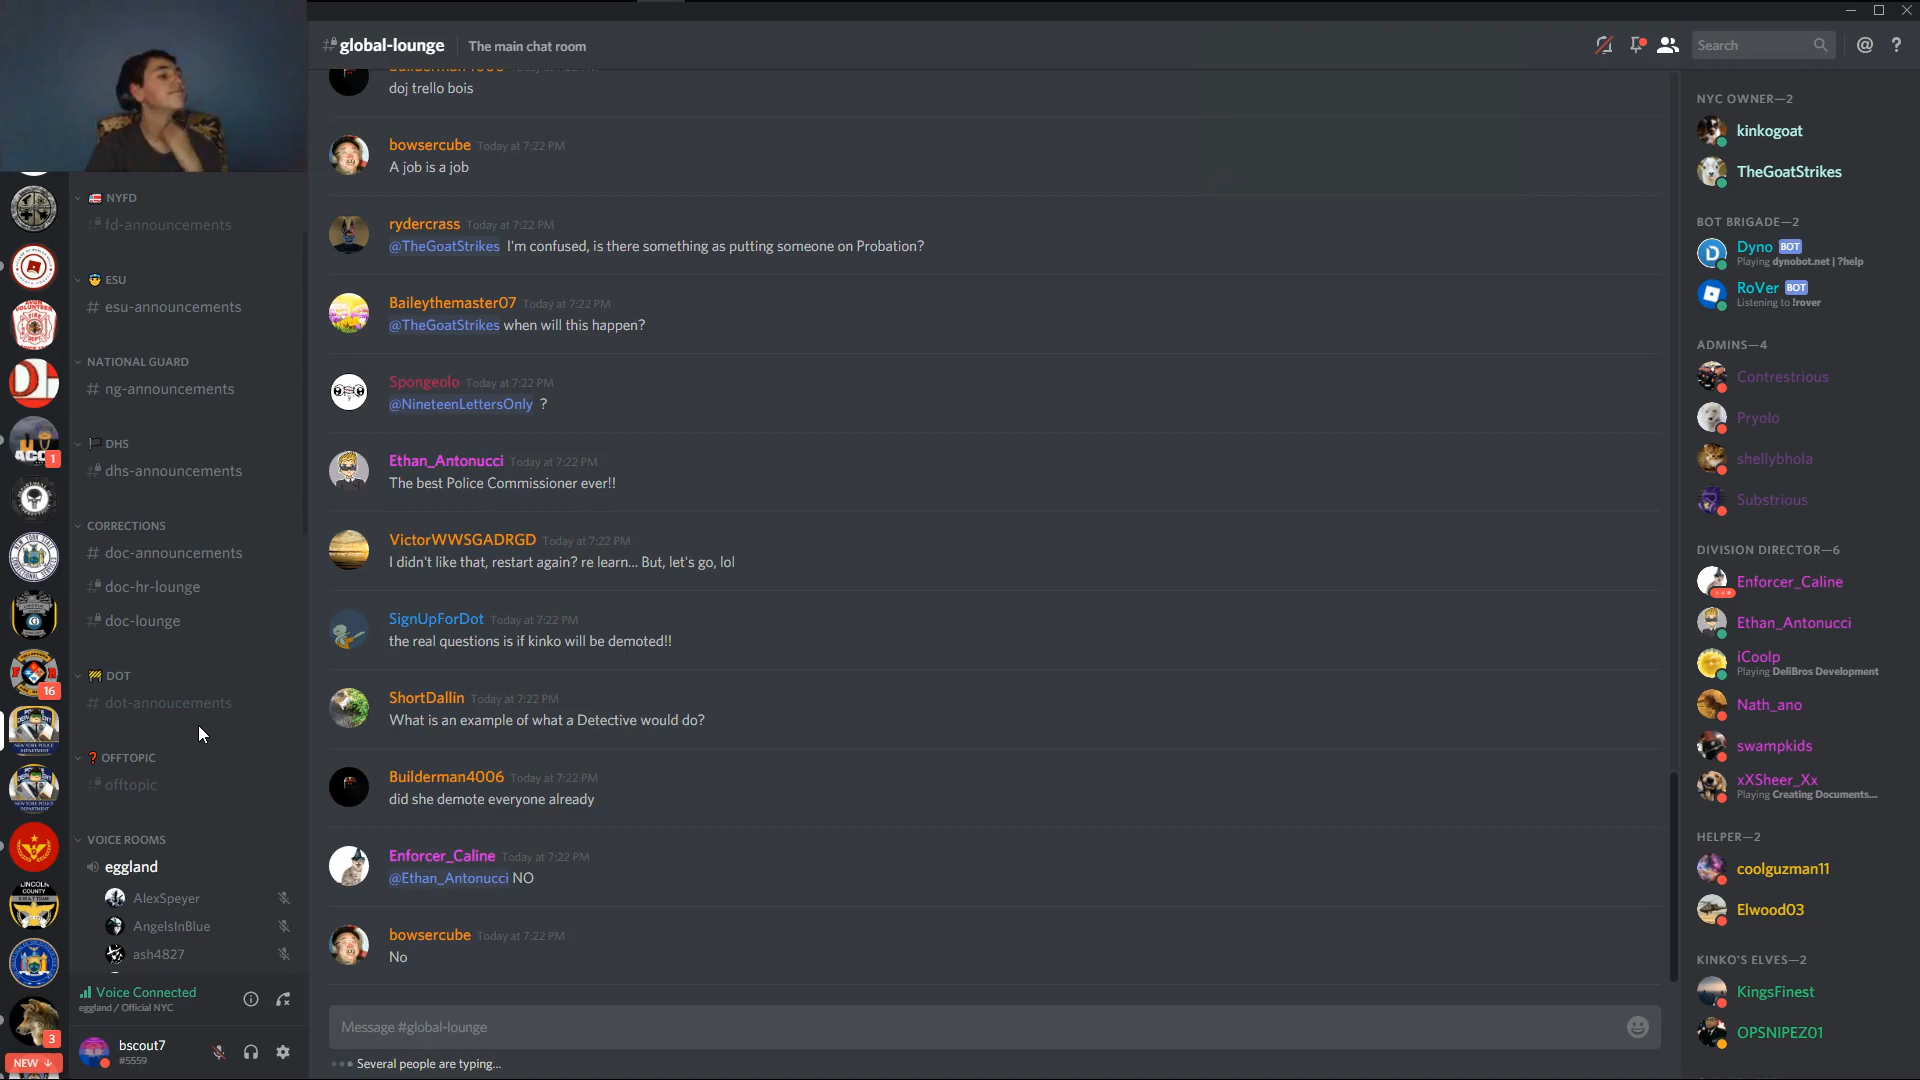 global-lounge
The main chat room
Search
NYFD
fd-announcements
ESU
esu-announcements
NATIONAL GUARD
ng-announcements
DHS
dhs-announcements
CORRECTIONS
doc-announcements
doc-hr-lounge
doc-lounge
DOT
dot-annoucements
OFFTOPIC
offtopic
VOICE ROOMS
eggland
AlexSpeyer
AngelsInBlue
ash4827
Voice Connected
eggland / Official NYC
bscout7
#5559
1
16
3
NEW
doj trello bois
bowsercube Today at 7:22 PM
A job is a job
rydercrass Today at 7:22 PM
@TheGoatStrikes I'm confused, is there something as putting someone on Probation?
Baileythemaster07 Today at 7:22 PM
@TheGoatStrikes when will this happen?
Spongeolo Today at 7:22 PM
@NineteenLettersOnly ?
Ethan_Antonucci Today at 7:22 PM
The best Police Commissioner ever!!
VictorWWSGADRGD Today at 7:22 PM
I didn't like that, restart again? re learn... But, let's go, lol
SignUpForDot Today at 7:22 PM
the real questions is if kinko will be demoted!!
ShortDallin Today at 7:22 PM
What is an example of what a Detective would do?
Builderman4006 Today at 7:22 PM
did she demote everyone already
Enforcer_Caline Today at 7:22 PM
@Ethan_Antonucci NO
bowsercube Today at 7:22 PM
No
Message #global-lounge
Several people are typing...
NYC OWNER—2
kinkogoat
TheGoatStrikes
BOT BRIGADE—2
Dyno BOT
Playing dynobot.net | ?help
RoVer BOT
Listening to !rover
ADMINS—4
Contrestrious
Pryolo
shellybhola
Substrious
DIVISION DIRECTOR—6
Enforcer_Caline
Ethan_Antonucci
iCoolp
Playing DeliBros Development
Nath_ano
swampkids
xXSheer_Xx
Playing Creating Documents...
HELPER—2
coolguzman11
Elwood03
KINKO'S ELVES—2
KingsFinest
OPSNIPEZ01